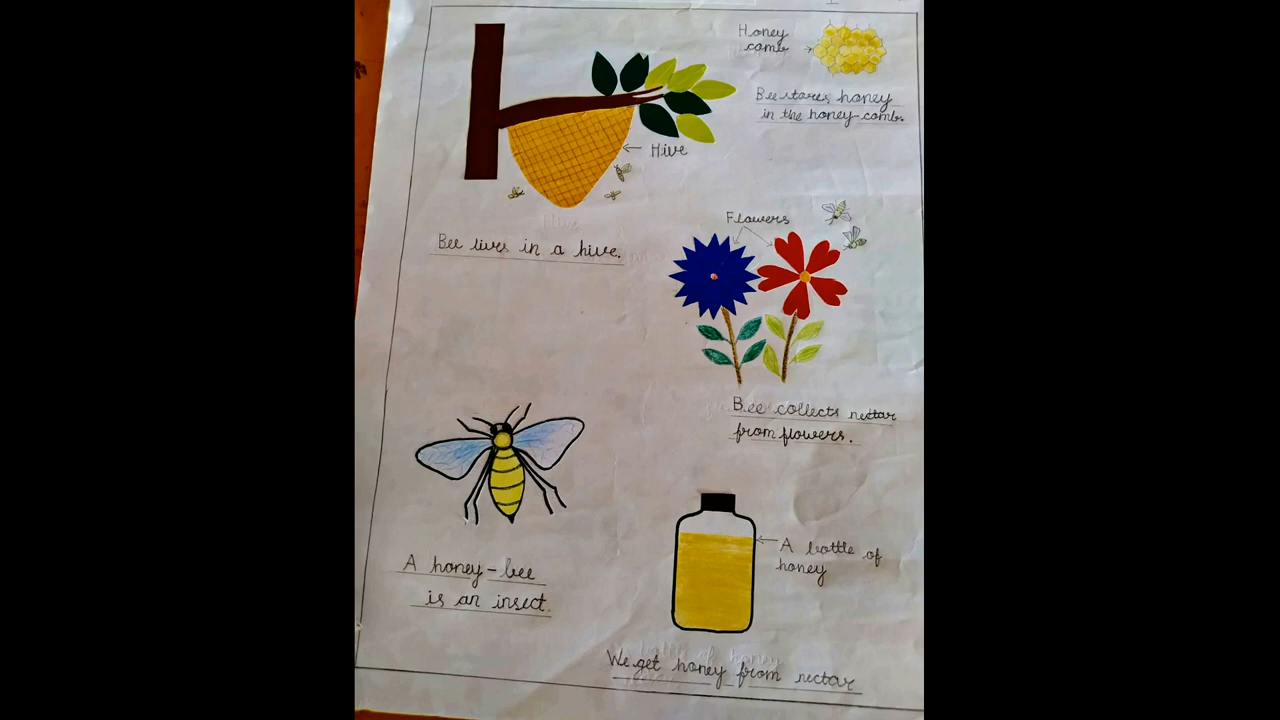 Honey
comb
Bee stores honey
in the honey-comb.
Hive
Bee lives in a hive.
Flowers
Bee collects nectar
from flowers.
A honey-bee
is an insect.
A bottle of
honey
We get honey from nectar